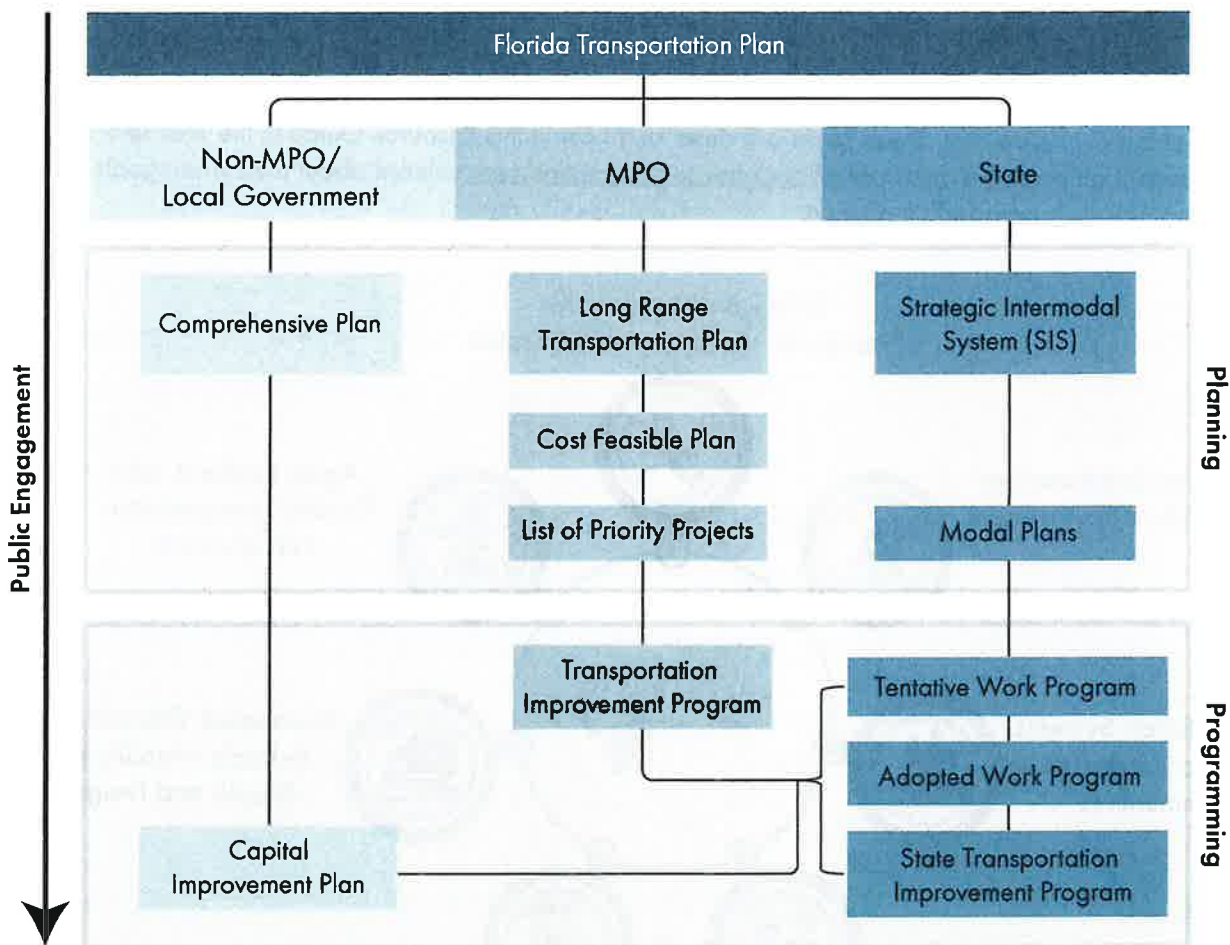 Florida Transportation Plan
Non-MPO/
Local Government
MPO
State
Comprehensive Plan
Long Range
Transportation Plan
Strategic Intermodal
System (SIS)
Cost Feasible Plan
List of Priority Projects
Modal Plans
Planning
Public Engagement
Transportation
Improvement Program
Tentative Work Program
Adopted Work Program
Capital
Improvement Plan
State Transportation
Improvement Program
Programming